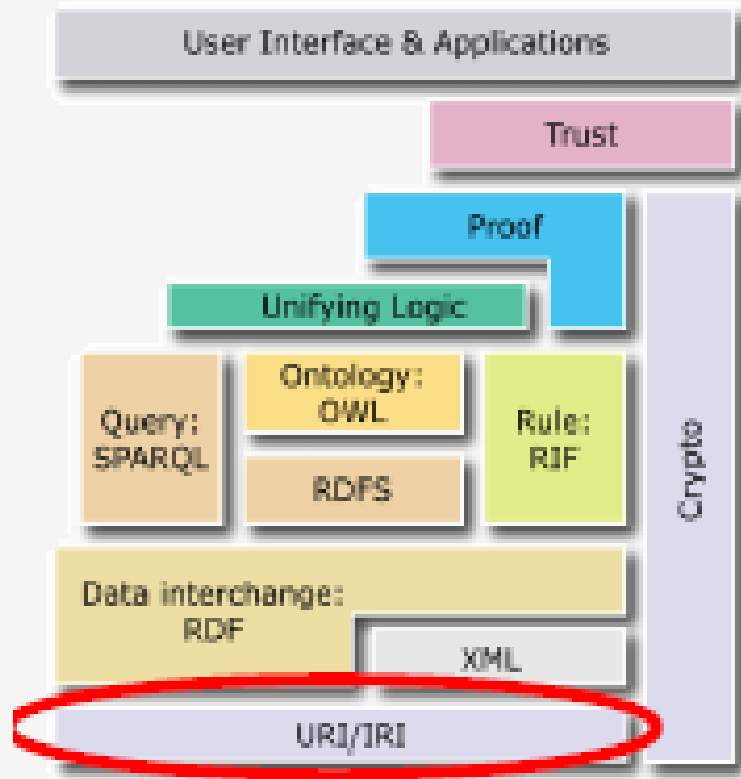 User Interface & Applications
Trust
Proof
Unifying Logic
Query:
SPARQL
Ontology:
OWL
RDFS
Rule:
RIF
Crypto
Data interchange:
RDF
XML
URI/IRI